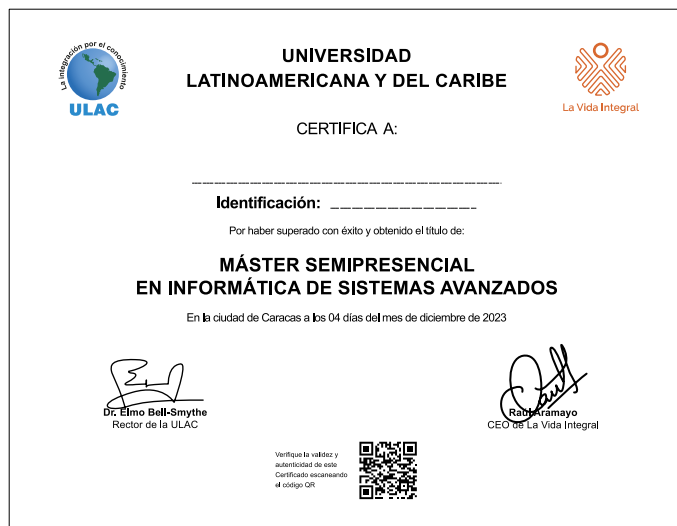 La integración por el conocimiento
ULAC
UNIVERSIDAD
LATINOAMERICANA Y DEL CARIBE
La Vida Integral
CERTIFICA A:
Identificación:
Por haber superado con éxito y obtenido el título de:
MÁSTER SEMIPRESENCIAL
EN INFORMÁTICA DE SISTEMAS AVANZADOS
En la ciudad de Caracas a los 04 días del mes de diciembre de 2023
Dr. Elmo Bell-Smythe
Rector de la ULAC
Raúl Aramayo
CEO de La Vida Integral
Verifique la validez y
autenticidad de este
Certificado escaneando
el código QR